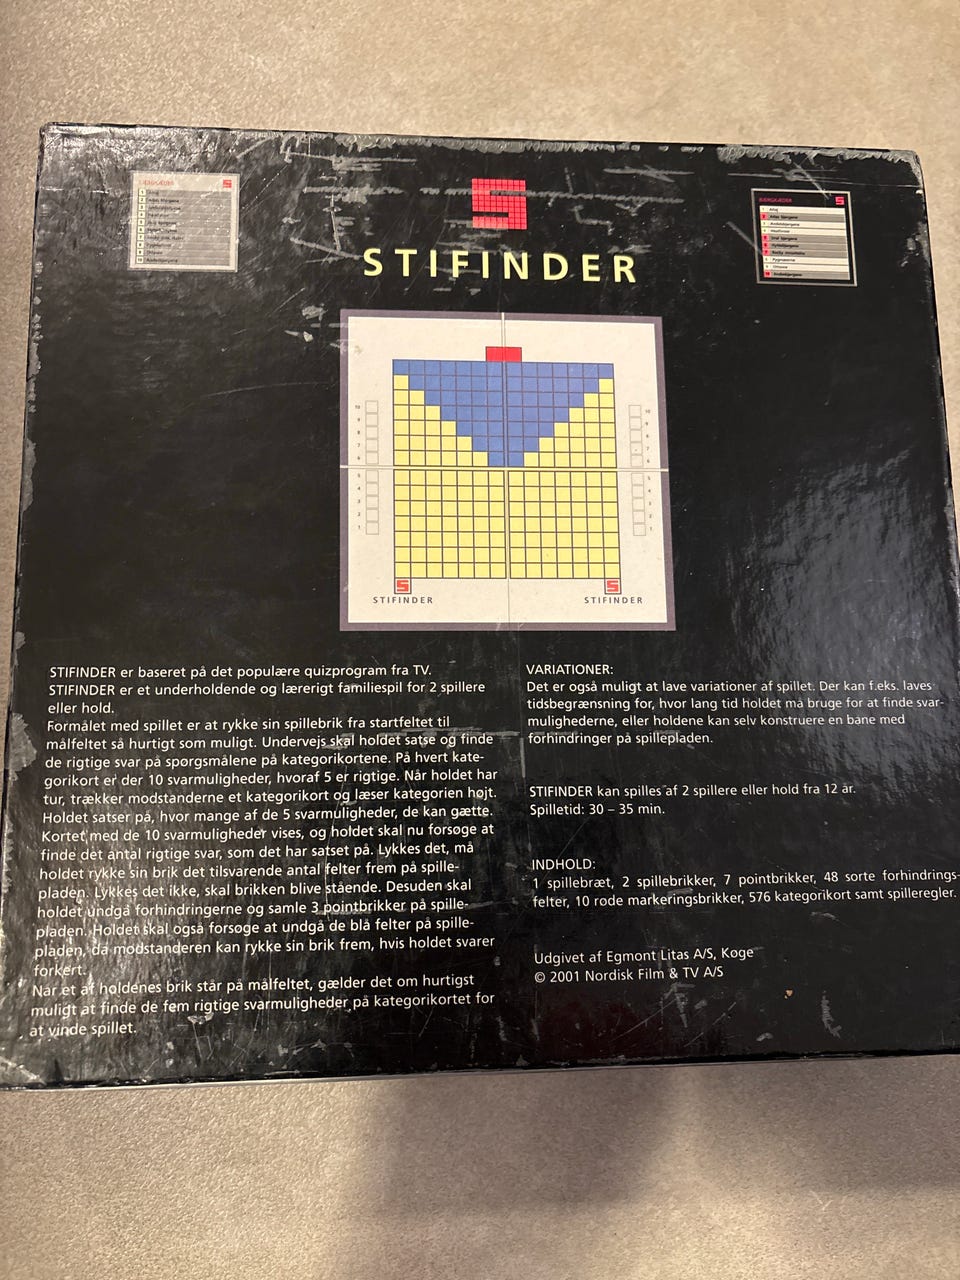 BJERGKÆDER
STIFINDER
10
9
8
7
6
5
4
3
2
1
10
9
8
7
6
5
4
3
2
1
STIFINDER
STIFINDER
STIFINDER er baseret på det populære quizprogram fra TV.
STIFINDER er et underholdende og lærerigt familiespil for 2 spillere
eller hold.
Formålet med spillet er at rykke sin spillebrik fra startfeltet til
målfeltet så hurtigt som muligt. Undervejs skal holdet satse og finde
de rigtige svar på spørgsmålene på kategorikortene. På hvert kate-
gorikort er der 10 svarmuligheder, hvoraf 5 er rigtige. Når holdet har
tur, trækker modstanderne et kategorikort og læser kategorien højt.
Holdet satser på, hvor mange af de 5 svarmuligheder, de kan gætte.
Kortet med de 10 svarmuligheder vises, og holdet skal nu forsøge at
finde det antal rigtige svar, som det har satset på. Lykkes det, må
holdet rykke sin brik det tilsvarende antal felter frem på spille-
pladen. Lykkes det ikke, skal brikken blive stående. Desuden skal
holdet undgå forhindringerne og samle 3 pointbrikker på spille-
pladen. Holdet skal også forsøge at undgå de blå felter på spille-
pladen, da modstanderen kan rykke sin brik frem, hvis holdet svarer
forkert.
Når et af holdenes brik står på målfeltet, gælder det om hurtigst
muligt at finde de fem rigtige svarmuligheder på kategorikortet for
at vinde spillet.
VARIATIONER:
Det er også muligt at lave variationer af spillet. Der kan f.eks. laves
tidsbegrænsning for, hvor lang tid holdet må bruge for at finde svar-
mulighederne, eller holdene kan selv konstruere en bane med
forhindringer på spillepladen.
STIFINDER kan spilles af 2 spillere eller hold fra 12 år.
Spilletid: 30 – 35 min.
INDHOLD:
1 spillebræt, 2 spillebrikker, 7 pointbrikker, 48 sorte forhindrings-
felter, 10 røde markeringsbrikker, 576 kategorikort samt spilleregler.
Udgivet af Egmont Litas A/S, Køge
© 2001 Nordisk Film & TV A/S